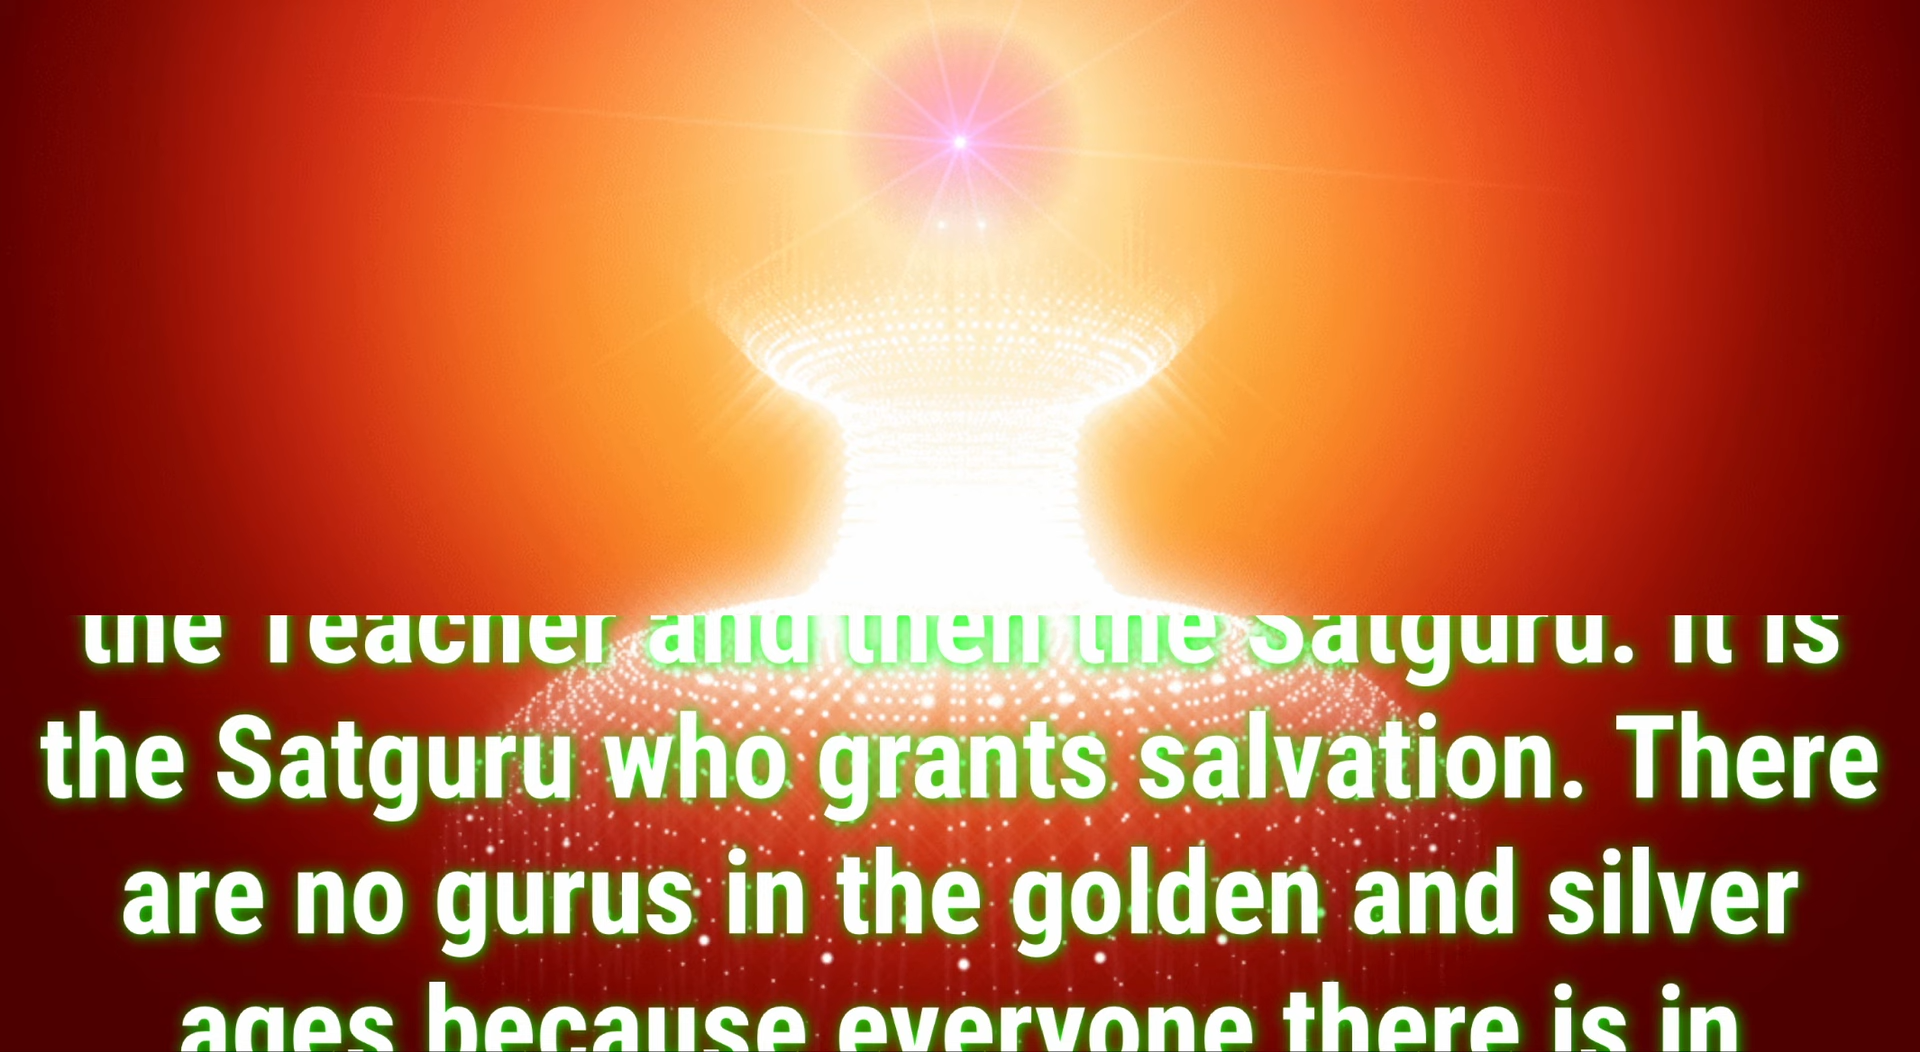 the Teacher and then the Satguru. It is
the Satguru who grants salvation. There
are no gurus in the golden and silver
ages because everyone there is in